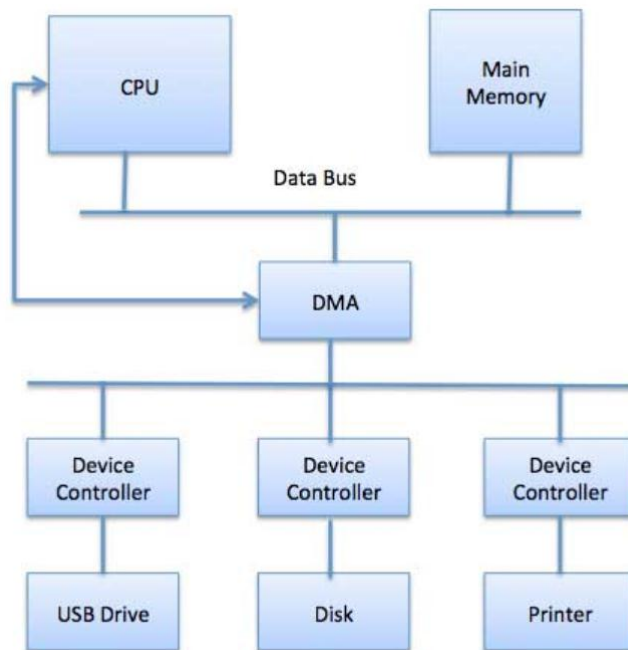 CPU
Main
Memory
Data Bus
DMA
Device
Controller
Device
Controller
Device
Controller
USB Drive
Disk
Printer